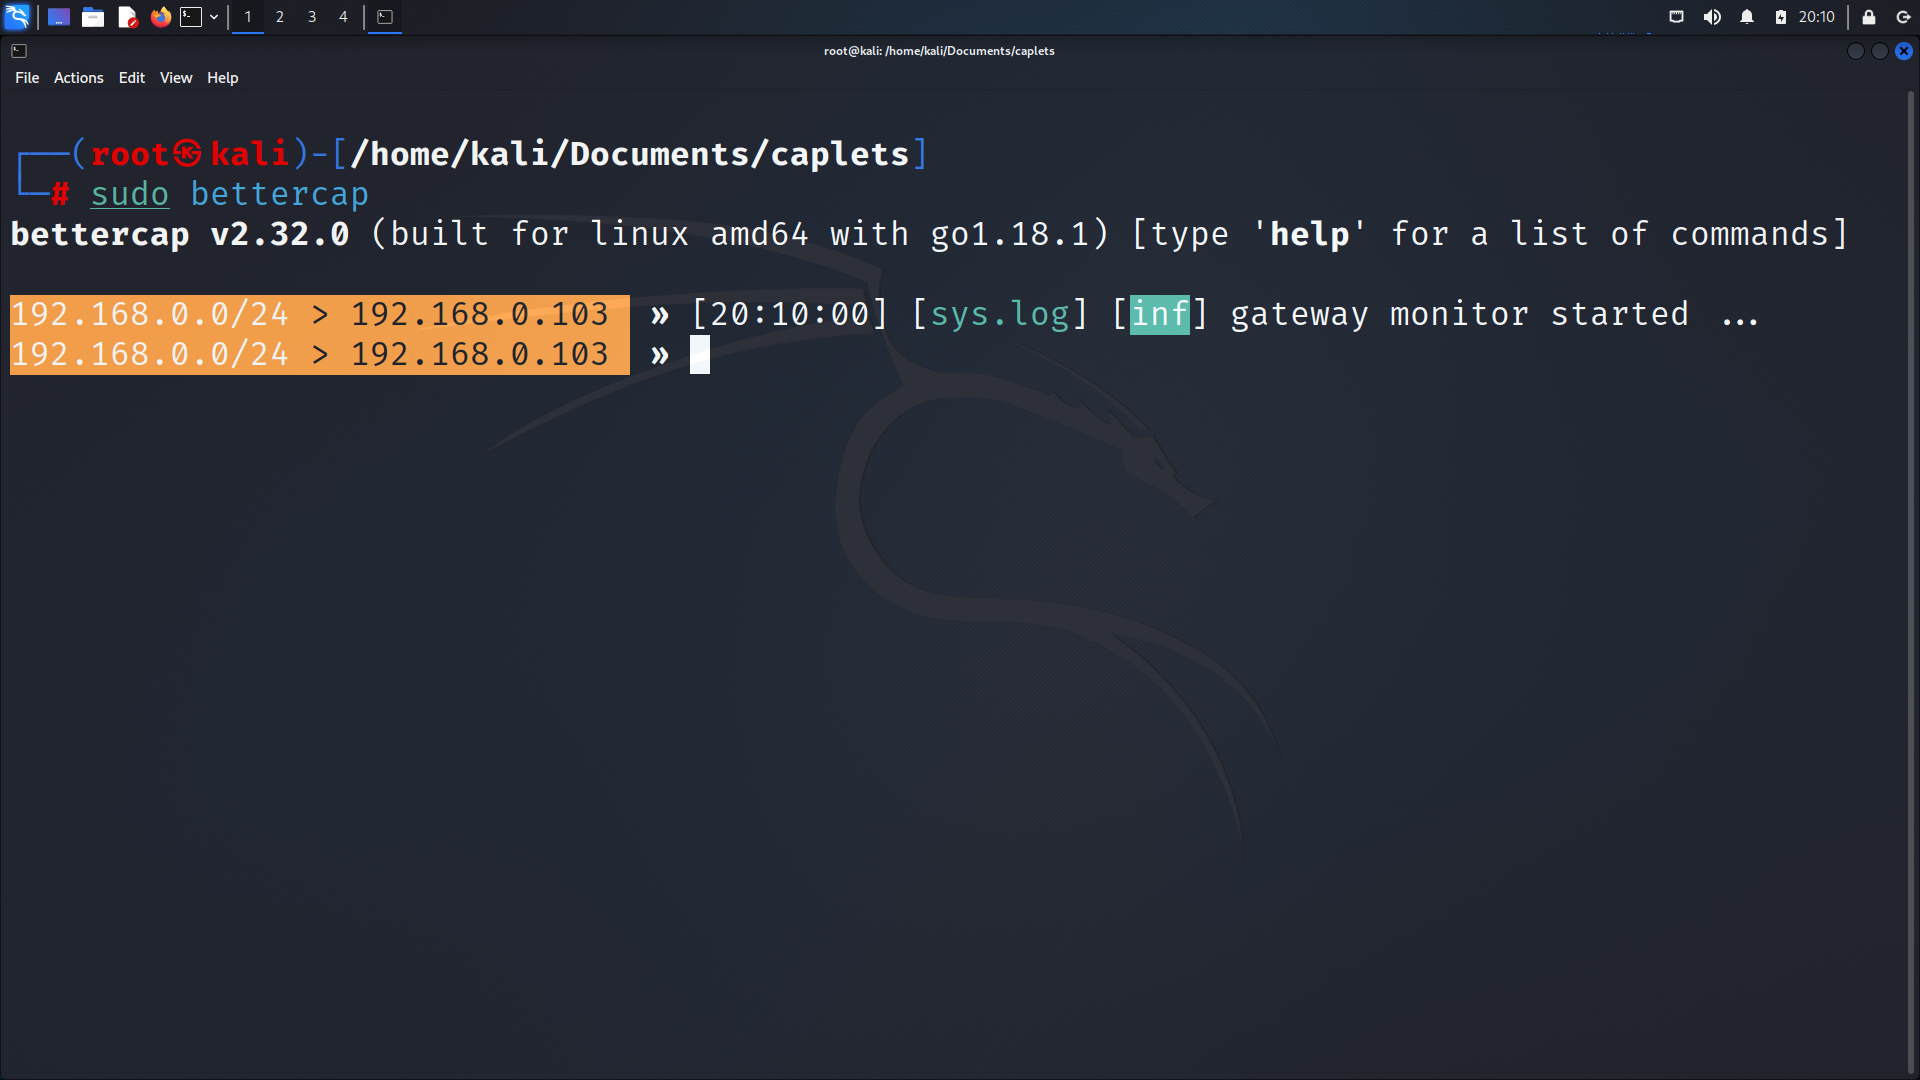 1 2 3 4 20:10
root@kali: /home/kali/Documents/caplets
File Actions Edit View Help
┌──(root㉿kali)-[/home/kali/Documents/caplets]
└─# sudo bettercap
bettercap v2.32.0 (built for linux amd64 with go1.18.1) [type 'help' for a list of commands]
192.168.0.0/24 > 192.168.0.103 » [20:10:00] [sys.log] [inf] gateway monitor started ...
192.168.0.0/24 > 192.168.0.103 »